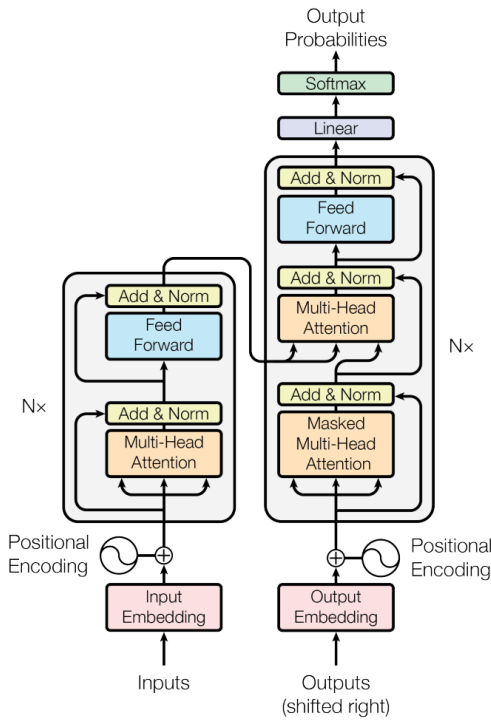 Output
Probabilities
Softmax
Linear
Add & Norm
Feed
Forward
Add & Norm
Multi-Head
Attention
Add & Norm
Masked
Multi-Head
Attention
N×
Add & Norm
Feed
Forward
Add & Norm
Multi-Head
Attention
N×
Positional
Encoding
Positional
Encoding
Input
Embedding
Output
Embedding
Inputs
Outputs
(shifted right)